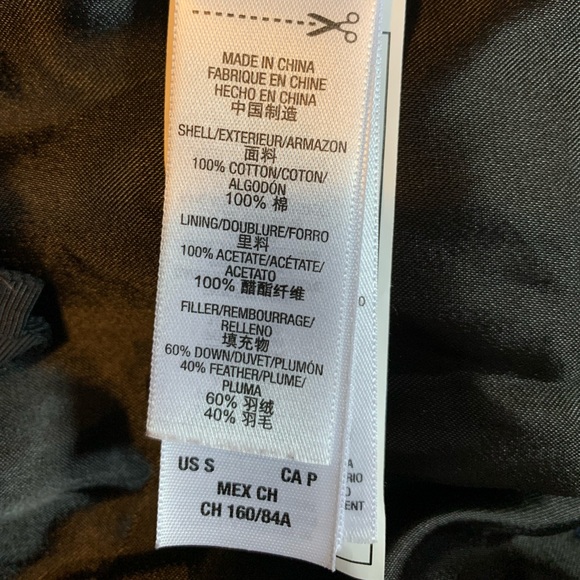 MADE IN CHINA
FABRIQUE EN CHINE
HECHO EN CHINA
中国制造
SHELL/EXTERIEUR/ARMAZON
面料
100% COTTON/COTON/
ALGODÓN
100% 棉
LINING/DOUBLURE/FORRO
里料
100% ACETATE/ACÉTATE/
ACETATO
100% 醋酯纤维
FILLER/REMBOURRAGE/
RELLENO
填充物
60% DOWN/DUVET/PLUMÓN
40% FEATHER/PLUME/
PLUMA
60% 羽绒
40% 羽毛
US S CA P
MEX CH
CH 160/84A